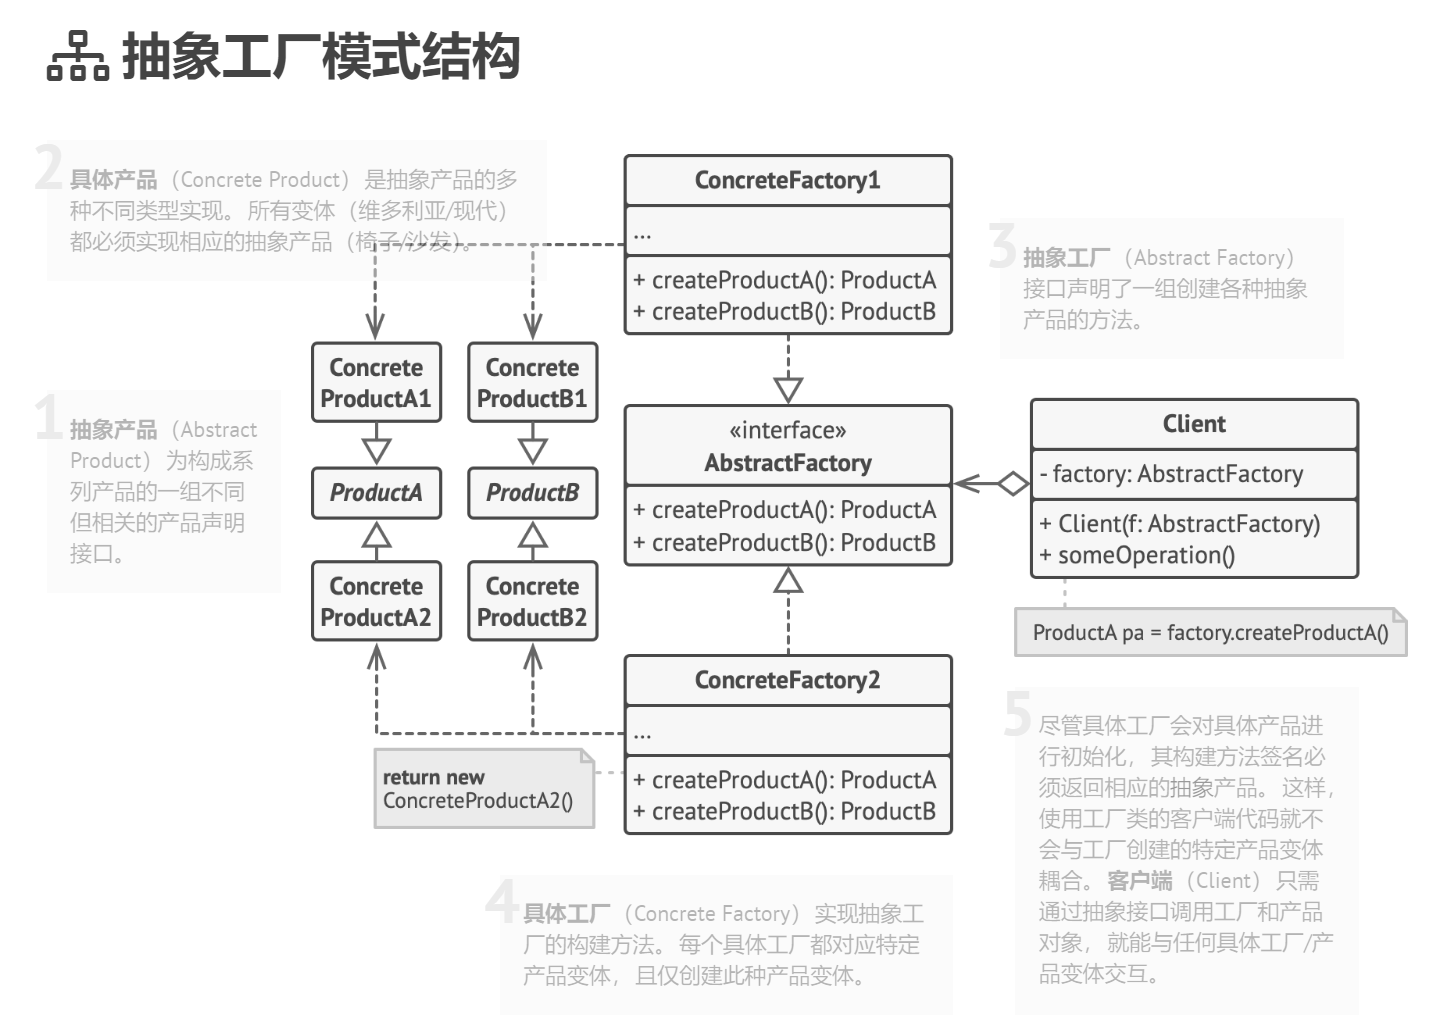 抽象工厂模式结构
2
具体产品（Concrete Product）是抽象产品的多
种不同类型实现。所有变体（维多利亚/现代）
都必须实现相应的抽象产品（椅子/沙发）。
ConcreteFactory1
...
+ createProductA(): ProductA
+ createProductB(): ProductB
3
抽象工厂（Abstract Factory）
接口声明了一组创建各种抽象
产品的方法。
Concrete
ProductA1
Concrete
ProductB1
1
抽象产品（Abstract
Product）为构成系
列产品的一组不同
但相关的产品声明
接口。
ProductA
ProductB
«interface»
AbstractFactory
+ createProductA(): ProductA
+ createProductB(): ProductB
Client
- factory: AbstractFactory
+ Client(f: AbstractFactory)
+ someOperation()
Concrete
ProductA2
Concrete
ProductB2
ProductA pa = factory.createProductA()
ConcreteFactory2
...
+ createProductA(): ProductA
+ createProductB(): ProductB
return new
ConcreteProductA2()
5
尽管具体工厂会对具体产品进
行初始化，其构建方法签名必
须返回相应的抽象产品。这样，
使用工厂类的客户端代码就不
会与工厂创建的特定产品变体
耦合。客户端（Client）只需
通过抽象接口调用工厂和产品
对象，就能与任何具体工厂/产
品变体交互。
4
具体工厂（Concrete Factory）实现抽象工
厂的构建方法。每个具体工厂都对应特定
产品变体，且仅创建此种产品变体。